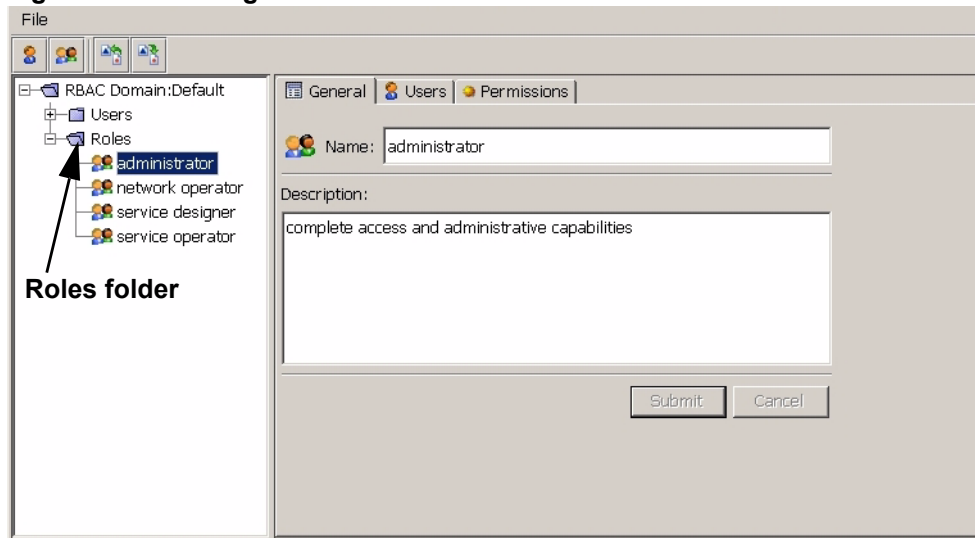 File
RBAC Domain:Default
Users
Roles
administrator
network operator
service designer
service operator
Roles folder
General Users Permissions
Name: administrator
Description:
complete access and administrative capabilities
Submit Cancel